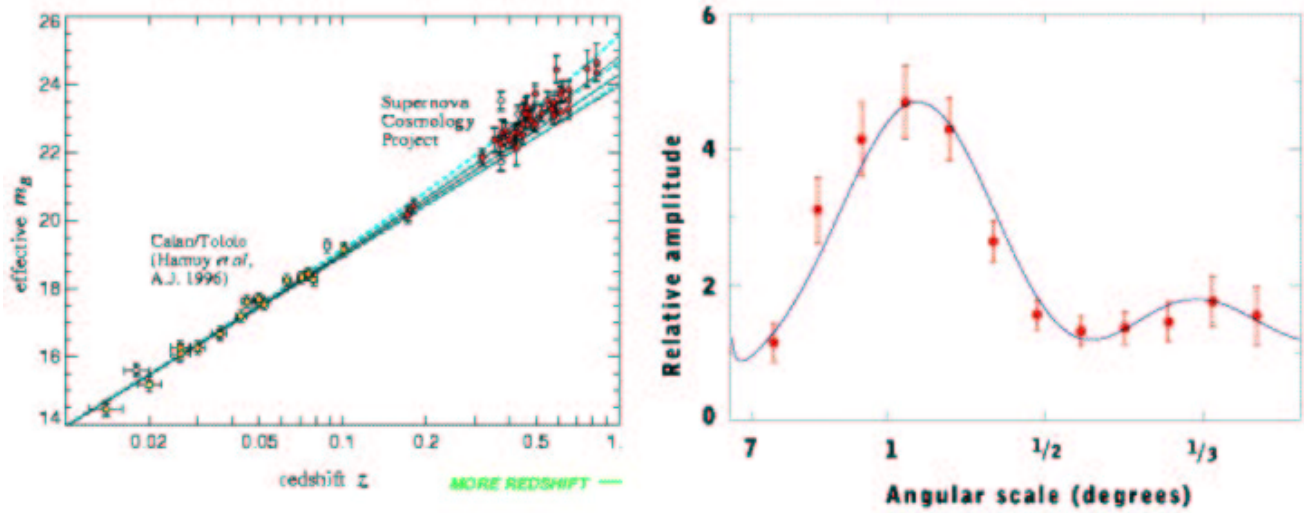 26
24
22
20
18
16
14
effective m_B
Supernova
Cosmology
Project
Calan/Tololo
(Hamuy et al,
A.J. 1996)
0.02
0.05
0.1
0.2
0.5
1.
redshift z
MORE REDSHIFT
6
4
2
0
Relative amplitude
7
1
1/2
1/3
Angular scale (degrees)